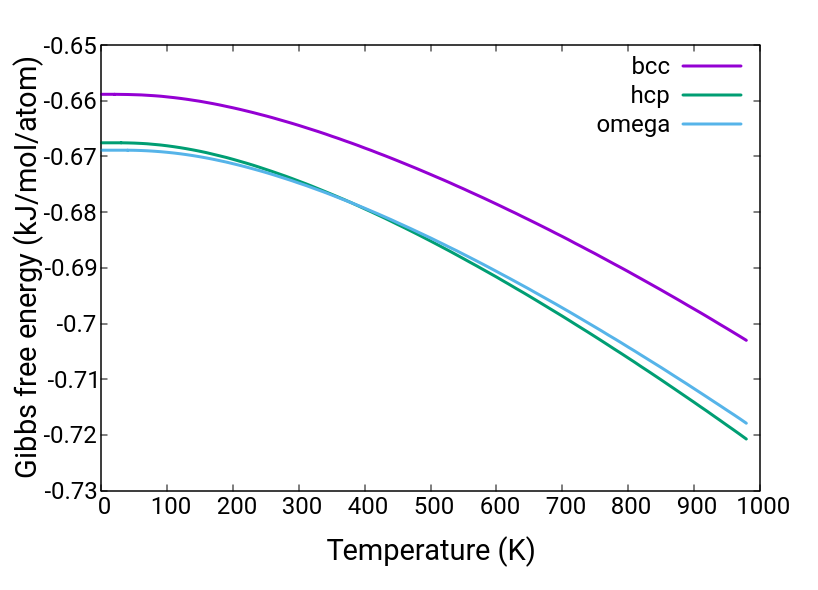 Gibbs free energy (kJ/mol/atom)
-0.65
-0.66
-0.67
-0.68
-0.69
-0.7
-0.71
-0.72
-0.73
bcc
hcp
omega
0 100 200 300 400 500 600 700 800 900 1000
Temperature (K)